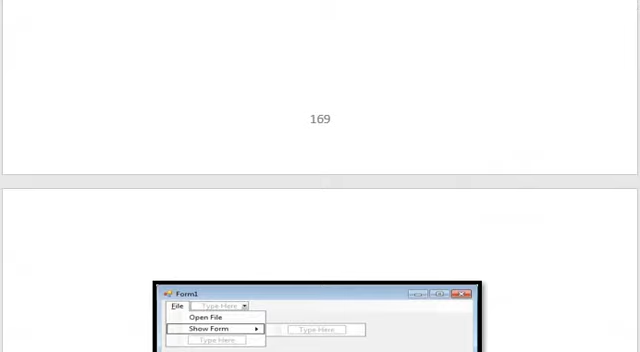 169
Form1
File Type Here
Open File
Show Form Type Here
Type Here